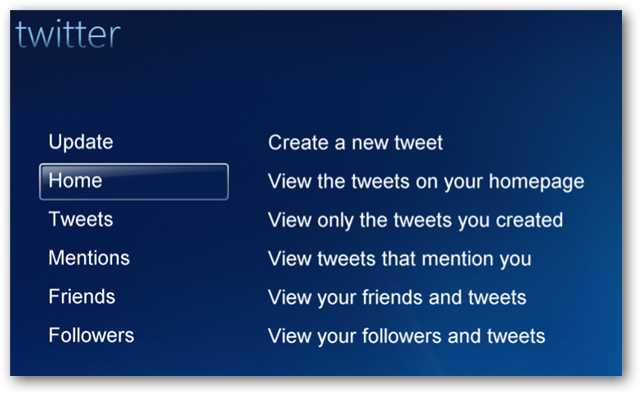 twitter
Update Create a new tweet
Home View the tweets on your homepage
Tweets View only the tweets you created
Mentions View tweets that mention you
Friends View your friends and tweets
Followers View your followers and tweets